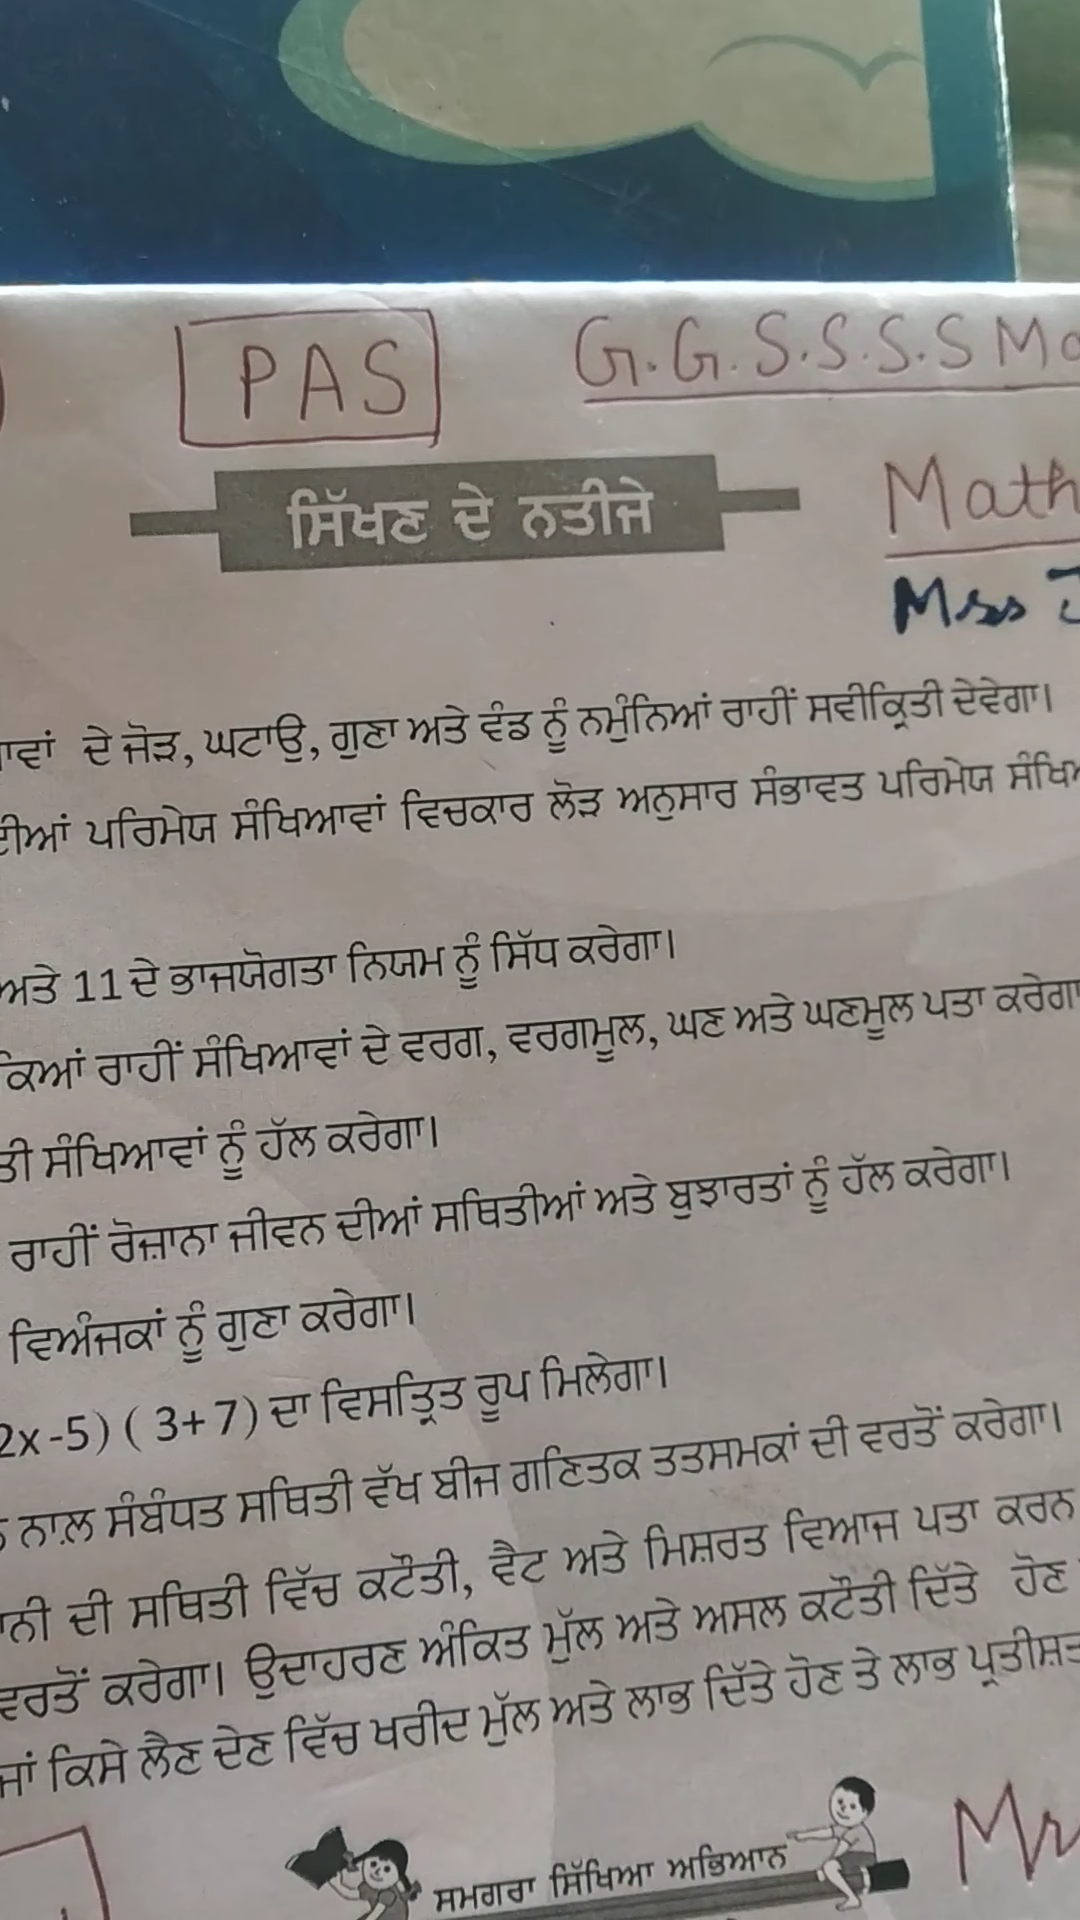 PAS
G.G.S.S.S.S
ਸਿੱਖਣ ਦੇ ਨਤੀਜੇ
Math
Mss
ਦੇ ਜੋੜ, ਘਟਾਉ, ਗੁਣਾ ਅਤੇ ਵੰਡ ਨੂੰ ਨਮੁੰਨਿਆਂ ਰਾਹੀਂ ਸਵੀਕ੍ਰਿਤੀ ਦੇਵੇਗਾ।
ਪਰਿਮੇਯ ਸੰਖਿਆਵਾਂ ਵਿਚਕਾਰ ਲੋੜ ਅਨੁਸਾਰ ਸੰਭਾਵਤ ਪਰਿਮੇਯ
ਅਤੇ 11 ਦੇ ਭਾਜਯੋਗਤਾ ਨਿਯਮ ਨੂੰ ਸਿੱਧ ਕਰੇਗਾ।
ਰਾਹੀਂ ਸੰਖਿਆਵਾਂ ਦੇ ਵਰਗ, ਵਰਗਮੂਲ, ਘਣ ਅਤੇ ਘਣਮੂਲ ਪਤਾ ਕਰੇਗਾ
ਸੰਖਿਆਵਾਂ ਨੂੰ ਹੱਲ ਕਰੇਗਾ।
ਰਾਹੀਂ ਰੋਜ਼ਾਨਾ ਜੀਵਨ ਦੀਆਂ ਸਥਿਤੀਆਂ ਅਤੇ ਬੁਝਾਰਤਾਂ ਨੂੰ ਹੱਲ ਕਰੇਗਾ।
ਵਿਅੰਜਕਾਂ ਨੂੰ ਗੁਣਾ ਕਰੇਗਾ।
2x-5) ( 3+7) ਦਾ ਵਿਸਤ੍ਰਿਤ ਰੂਪ ਮਿਲੇਗਾ।
ਨਾਲ਼ ਸੰਬੰਧਤ ਸਥਿਤੀ ਵੱਖ ਬੀਜ ਗਣਿਤਕ ਤਤਸਮਕਾਂ ਦੀ ਵਰਤੋਂ ਕਰੇਗਾ।
ਦੀ ਸਥਿਤੀ ਵਿੱਚ ਕਟੌਤੀ, ਵੈਟ ਅਤੇ ਮਿਸ਼ਰਤ ਵਿਆਜ ਪਤਾ ਕਰਨ
ਵਰਤੋਂ ਕਰੇਗਾ। ਉਦਾਹਰਣ ਅੰਕਿਤ ਮੁੱਲ ਅਤੇ ਅਸਲ ਕਟੌਤੀ ਦਿੱਤੇ ਹੋਣ
ਜਾਂ ਕਿਸੇ ਲੈਣ ਦੇਣ ਵਿੱਚ ਖਰੀਦ ਮੁੱਲ ਅਤੇ ਲਾਭ ਦਿੱਤੇ ਹੋਣ ਤੇ ਲਾਭ ਪ੍ਰਤੀਸ਼ਤ
ਸਮਗਰਾ ਸਿੱਖਿਆ ਅਭਿਆਨ